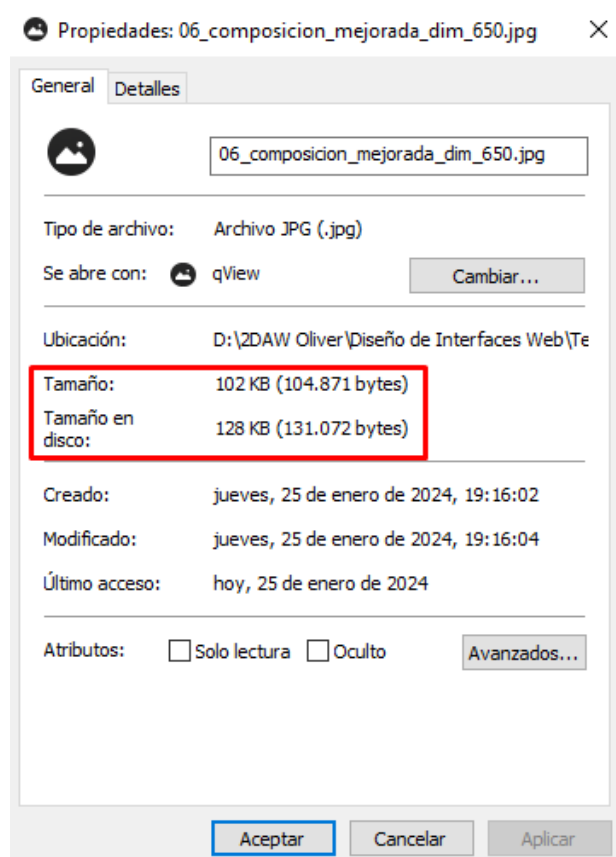 Propiedades: 06_composicion_mejorada_dim_650.jpg
General Detalles
06_composicion_mejorada_dim_650.jpg
Tipo de archivo: Archivo JPG (.jpg)
Se abre con: qView Cambiar...
Ubicación: D:\2DAW Oliver\Diseño de Interfaces Web\Te
Tamaño: 102 KB (104.871 bytes)
Tamaño en
disco: 128 KB (131.072 bytes)
Creado: jueves, 25 de enero de 2024, 19:16:02
Modificado: jueves, 25 de enero de 2024, 19:16:04
Último acceso: hoy, 25 de enero de 2024
Atributos: Solo lectura Oculto Avanzados...
Aceptar Cancelar Aplicar